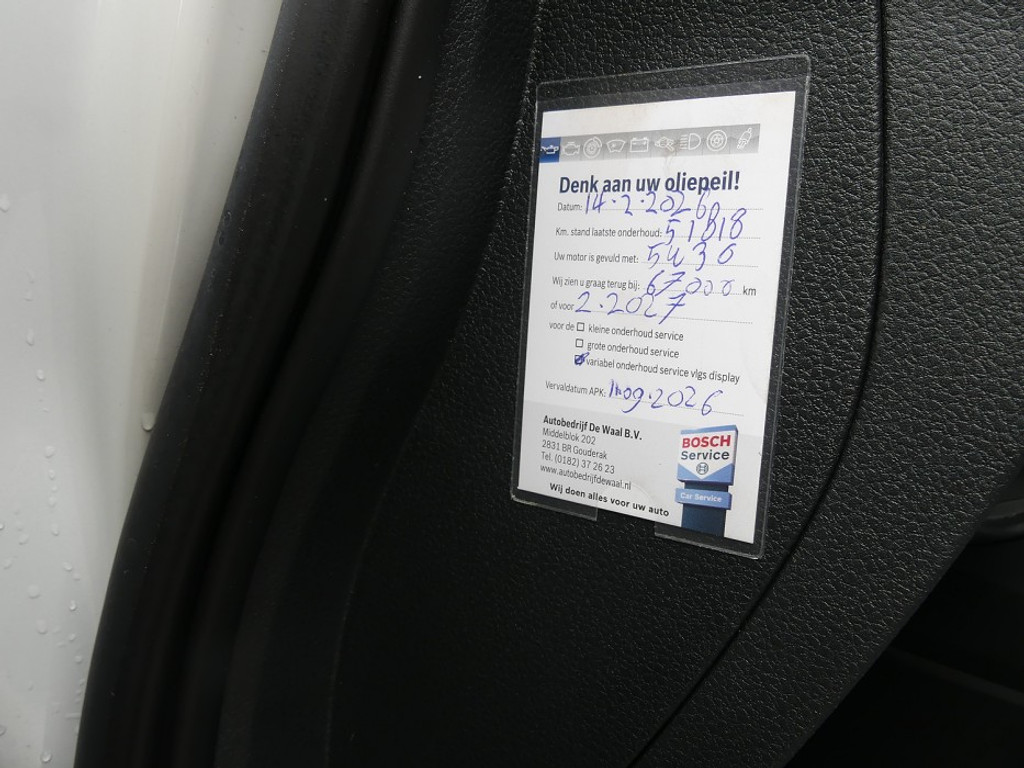 Denk aan uw oliepeil!
Datum: 14.2.2026
Km. stand laatste onderhoud: 51818
Uw motor is gevuld met: 5W30
Wij zien u graag terug bij: 67000 km
of voor 2.2027
voor de kleine onderhoud service
grote onderhoud service
variabel onderhoud service vlgs display
Vervaldatum APK: 09.2026
Autobedrijf De Waal B.V.
Middelblok 202
2831 BR Gouderak
Tel. (0182) 37 26 23
www.autobedrijfdewaal.nl
Wij doen alles voor uw auto
BOSCH
Service
Car Service